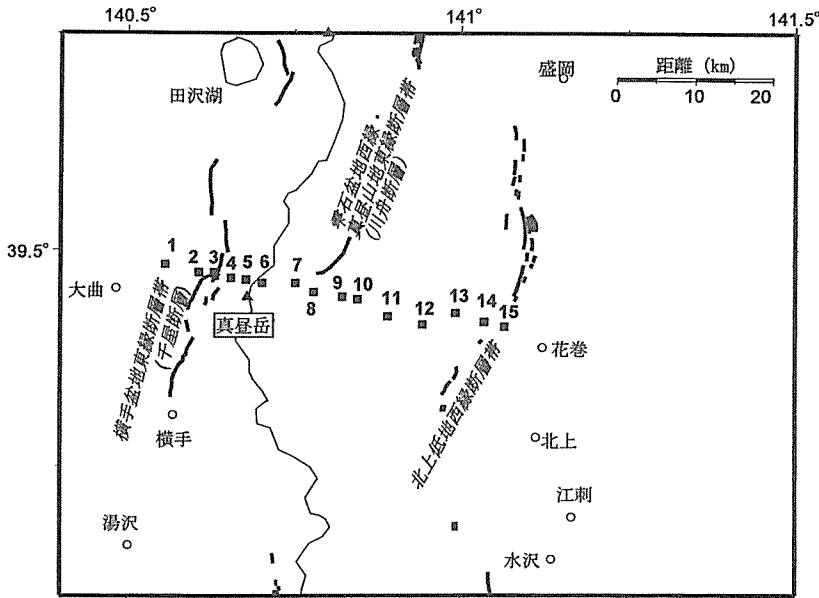 140.5°
141°
141.5°
田沢湖
盛岡
距離 (km)
0 10 20
雫石盆地西縁・
真昼山地東縁断層帯
(川舟断層)
39.5°
1
2
3
4
5
6
7
8
9
10
11
12
13
14
15
大曲
真昼岳
花巻
横手盆地東縁断層帯
(千屋断層)
北上低地西縁断層帯
横手
北上
江刺
湯沢
水沢